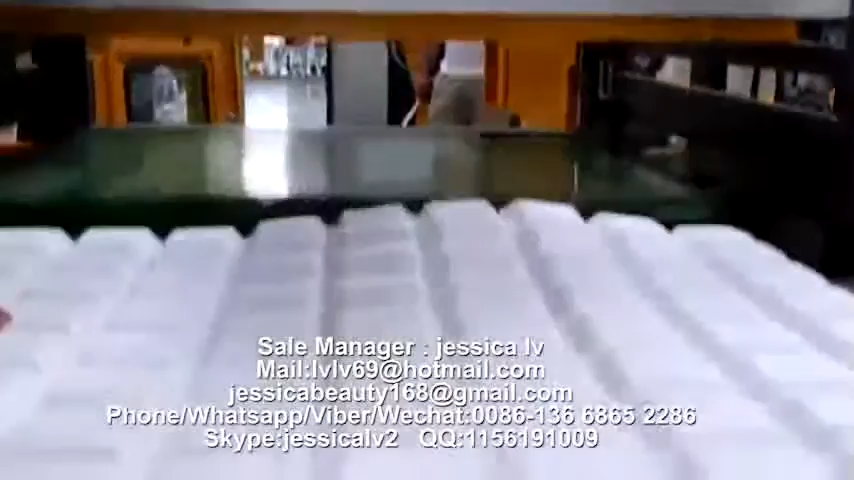 Sale Manager : jessica lv
Mail:lvlv69@hotmail.com
jessicabeauty168@gmail.com
Phone/Whatsapp/Viber/Wechat:0086-136 6865 2286
Skype:jessicalv2 QQ:1156191009